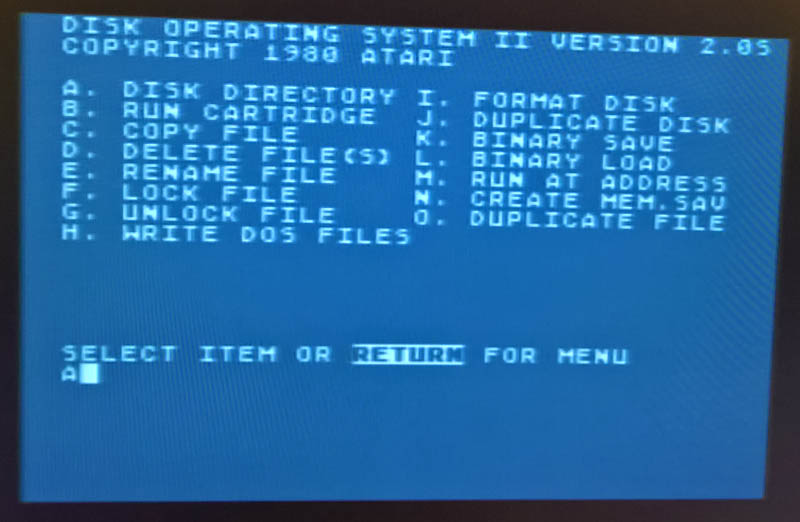 DISK OPERATING SYSTEM II VERSION 2.0S
COPYRIGHT 1980 ATARI
A. DISK DIRECTORY I. FORMAT DISK
B. RUN CARTRIDGE J. DUPLICATE DISK
C. COPY FILE K. BINARY SAVE
D. DELETE FILE(S) L. BINARY LOAD
E. RENAME FILE M. RUN AT ADDRESS
F. LOCK FILE N. CREATE MEM.SAV
G. UNLOCK FILE O. DUPLICATE FILE
H. WRITE DOS FILES
SELECT ITEM OR RETURN FOR MENU
A